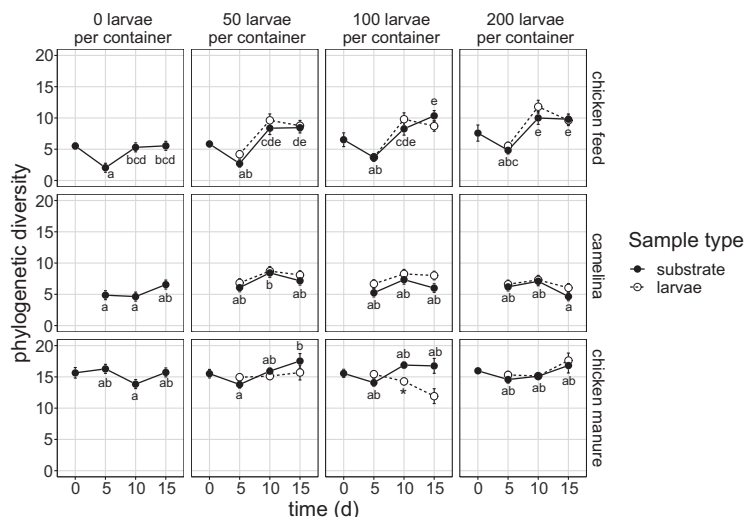 0 larvae
per container
50 larvae
per container
100 larvae
per container
200 larvae
per container
phylogenetic diversity
20
15
10
5
0
a
bcd
bcd
ab
cde
de
ab
cde
e
abc
e
e
chicken feed
20
15
10
5
0
a
a
ab
ab
b
ab
ab
ab
ab
ab
ab
a
camelina
20
15
10
5
0
ab
a
ab
a
ab
b
ab
ab
*
ab
ab
ab
ab
chicken manure
0 5 10 15
0 5 10 15
0 5 10 15
0 5 10 15
time (d)
Sample type
substrate
larvae